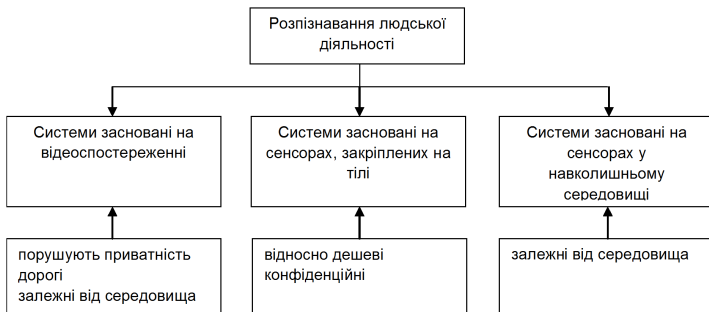 Розпізнавання людської
діяльності
Системи засновані на
відеоспостереженні
Системи засновані на
сенсорах, закріплених на
тілі
Системи засновані на
сенсорах у
навколишньому
середовищі
порушують приватність
дорогі
залежні від середовища
відносно дешеві
конфіденційні
залежні від середовища